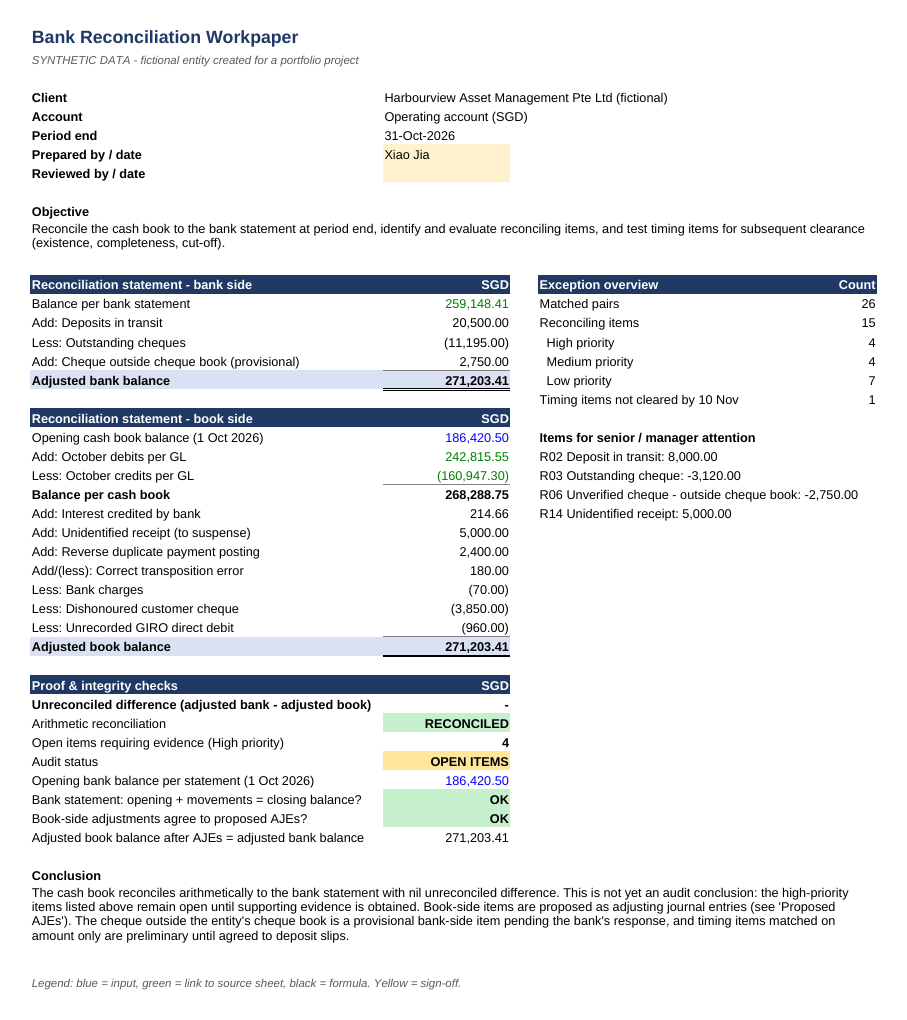 Bank Reconciliation Workpaper
SYNTHETIC DATA - fictional entity created for a portfolio project
Client Harbourview Asset Management Pte Ltd (fictional)
Account Operating account (SGD)
Period end 31-Oct-2026
Prepared by / date Xiao Jia
Reviewed by / date
Objective
Reconcile the cash book to the bank statement at period end, identify and evaluate reconciling items, and test timing items for subsequent clearance
(existence, completeness, cut-off).
Reconciliation statement - bank side SGD
Balance per bank statement 259,148.41
Add: Deposits in transit 20,500.00
Less: Outstanding cheques (11,195.00)
Add: Cheque outside cheque book (provisional) 2,750.00
Adjusted bank balance 271,203.41
Reconciliation statement - book side SGD
Opening cash book balance (1 Oct 2026) 186,420.50
Add: October debits per GL 242,815.55
Less: October credits per GL (160,947.30)
Balance per cash book 268,288.75
Add: Interest credited by bank 214.66
Add: Unidentified receipt (to suspense) 5,000.00
Add: Reverse duplicate payment posting 2,400.00
Add/(less): Correct transposition error 180.00
Less: Bank charges (70.00)
Less: Dishonoured customer cheque (3,850.00)
Less: Unrecorded GIRO direct debit (960.00)
Adjusted book balance 271,203.41
Exception overview Count
Matched pairs 26
Reconciling items 15
High priority 4
Medium priority 4
Low priority 7
Timing items not cleared by 10 Nov 1
Items for senior / manager attention
R02 Deposit in transit: 8,000.00
R03 Outstanding cheque: -3,120.00
R06 Unverified cheque - outside cheque book: -2,750.00
R14 Unidentified receipt: 5,000.00
Proof & integrity checks SGD
Unreconciled difference (adjusted bank - adjusted book) -
Arithmetic reconciliation RECONCILED
Open items requiring evidence (High priority) 4
Audit status OPEN ITEMS
Opening bank balance per statement (1 Oct 2026) 186,420.50
Bank statement: opening + movements = closing balance? OK
Book-side adjustments agree to proposed AJEs? OK
Adjusted book balance after AJEs = adjusted bank balance 271,203.41
Conclusion
The cash book reconciles arithmetically to the bank statement with nil unreconciled difference. This is not yet an audit conclusion: the high-priority
items listed above remain open until supporting evidence is obtained. Book-side items are proposed as adjusting journal entries (see 'Proposed
AJEs'). The cheque outside the entity's cheque book is a provisional bank-side item pending the bank's response, and timing items matched on
amount only are preliminary until agreed to deposit slips.
Legend: blue = input, green = link to source sheet, black = formula. Yellow = sign-off.